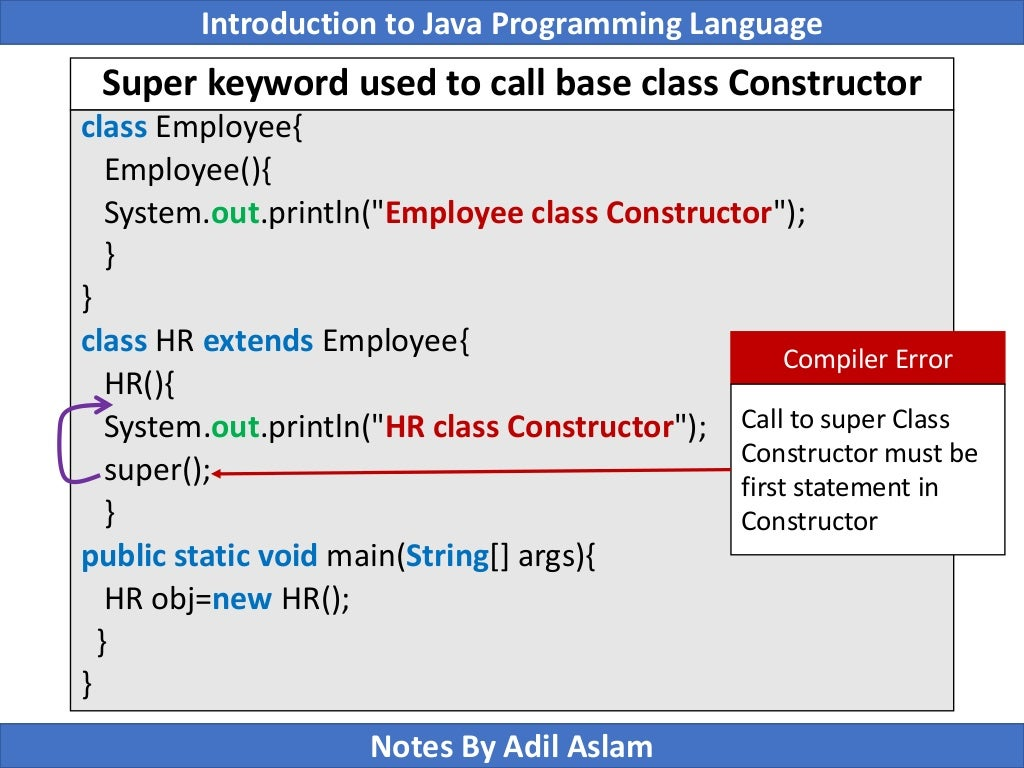 Introduction to Java Programming Language
Super keyword used to call base class Constructor
class Employee{
Employee(){
System.out.println("Employee class Constructor");
}
}
class HR extends Employee{
HR(){
System.out.println("HR class Constructor");
super();
}
public static void main(String[] args){
HR obj=new HR();
}
}
Compiler Error
Call to super Class
Constructor must be
first statement in
Constructor
Notes By Adil Aslam